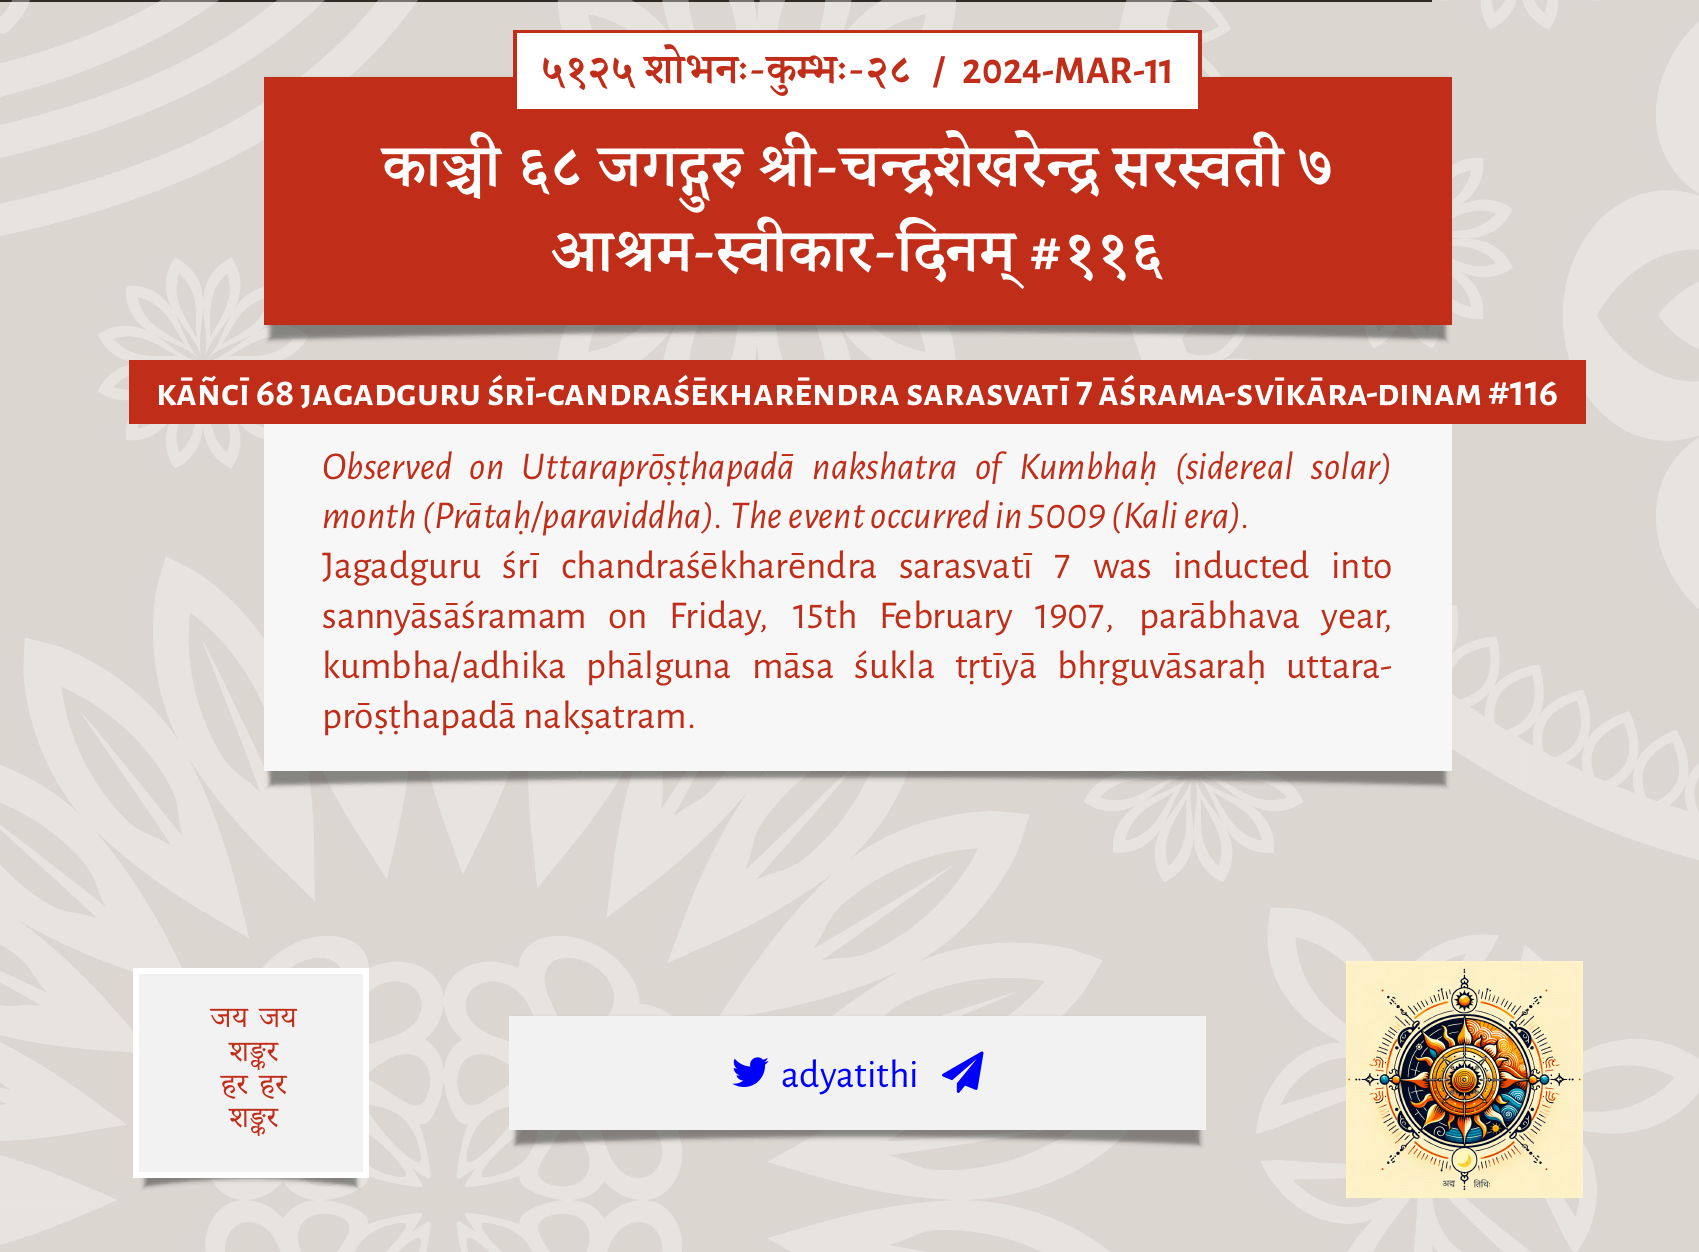 ५१२५ शोभनः-कुम्भः-२८ / 2024-MAR-11
काञ्ची ६८ जगद्गुरु श्री-चन्द्रशेखरेन्द्र सरस्वती ७
आश्रम-स्वीकार-दिनम् #११६
KĀÑCĪ 68 JAGADGURU ŚRĪ-CANDRAŚĒKHARĒNDRA SARASVATĪ 7 ĀŚRAMA-SVĪKĀRA-DINAM #116
Observed on Uttaraprōṣṭhapadā nakshatra of Kumbhaḥ (sidereal solar)
month (Prātaḥ/paraviddha). The event occurred in 5009 (Kali era).
Jagadguru śrī chandraśēkharēndra sarasvatī 7 was inducted into
sannyāsāśramam on Friday, 15th February 1907, parābhava year,
kumbha/adhika phālguna māsa śukla tṛtīyā bhṛguvāsaraḥ uttara-
prōṣṭhapadā nakṣatram.
जय जय
शङ्कर
हर हर
शङ्कर
adyatithi
अद्य तिथिः